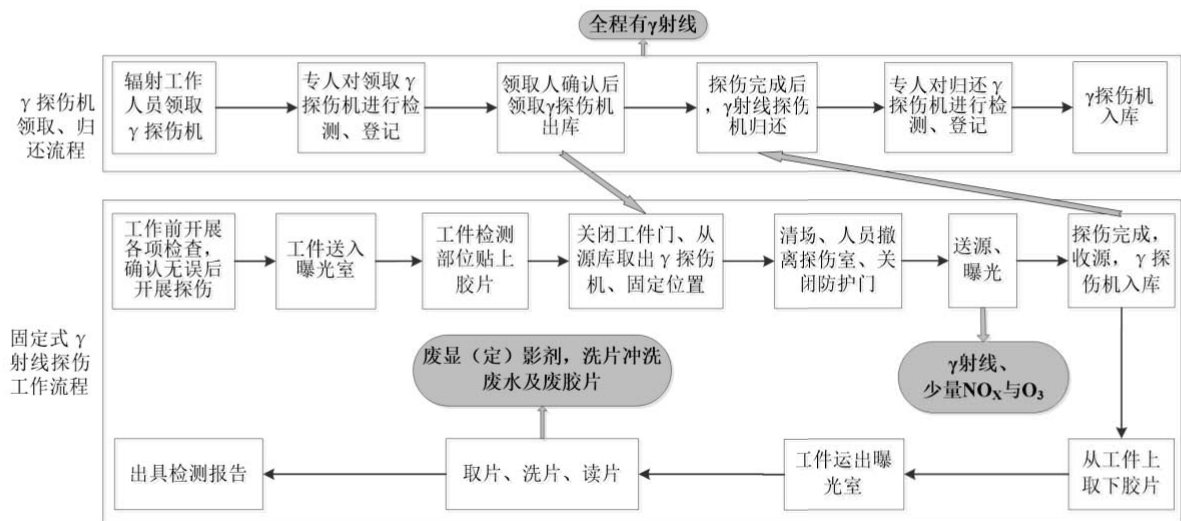 全程有γ射线
γ探伤机
领取、归
还流程
辐射工作
人员领取
γ探伤机
专人对领取γ
探伤机进行检
测、登记
领取人确认后
领取γ探伤机
出库
探伤完成后
，γ射线探伤
机归还
专人对归还γ
探伤机进行检
测、登记
γ探伤机
入库
固定式γ
射线探伤
工作流程
工作前开展
各项检查，
确认无误后
开展探伤
工件送入
曝光室
工件检测
部位贴上
胶片
关闭工件门、从
源库取出γ探伤
机、固定位置
清场、人员撤
离探伤室、关
闭防护门
送源、
曝光
探伤完成，
收源，γ探
伤机入库
废显（定）影剂，洗片冲洗
废水及废胶片
γ射线、
少量NOX与O3
出具检测报告
取片、洗片、读片
工件运出曝
光室
从工件上
取下胶片